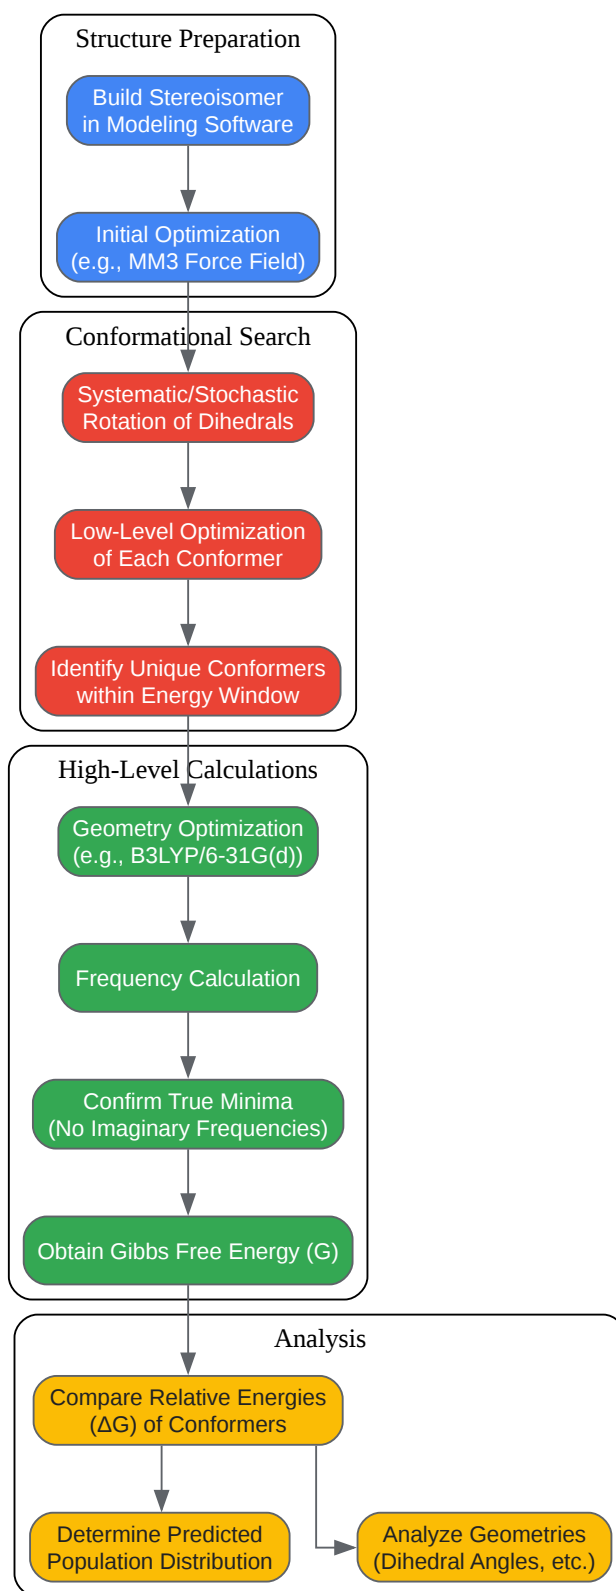 Structure Preparation
Build Stereoisomer
in Modeling Software
Initial Optimization
(e.g., MM3 Force Field)
Conformational Search
Systematic/Stochastic
Rotation of Dihedrals
Low-Level Optimization
of Each Conformer
Identify Unique Conformers
within Energy Window
High-Level Calculations
Geometry Optimization
(e.g., B3LYP/6-31G(d))
Frequency Calculation
Confirm True Minima
(No Imaginary Frequencies)
Obtain Gibbs Free Energy (G)
Analysis
Compare Relative Energies
(ΔG) of Conformers
Determine Predicted
Population Distribution
Analyze Geometries
(Dihedral Angles, etc.)